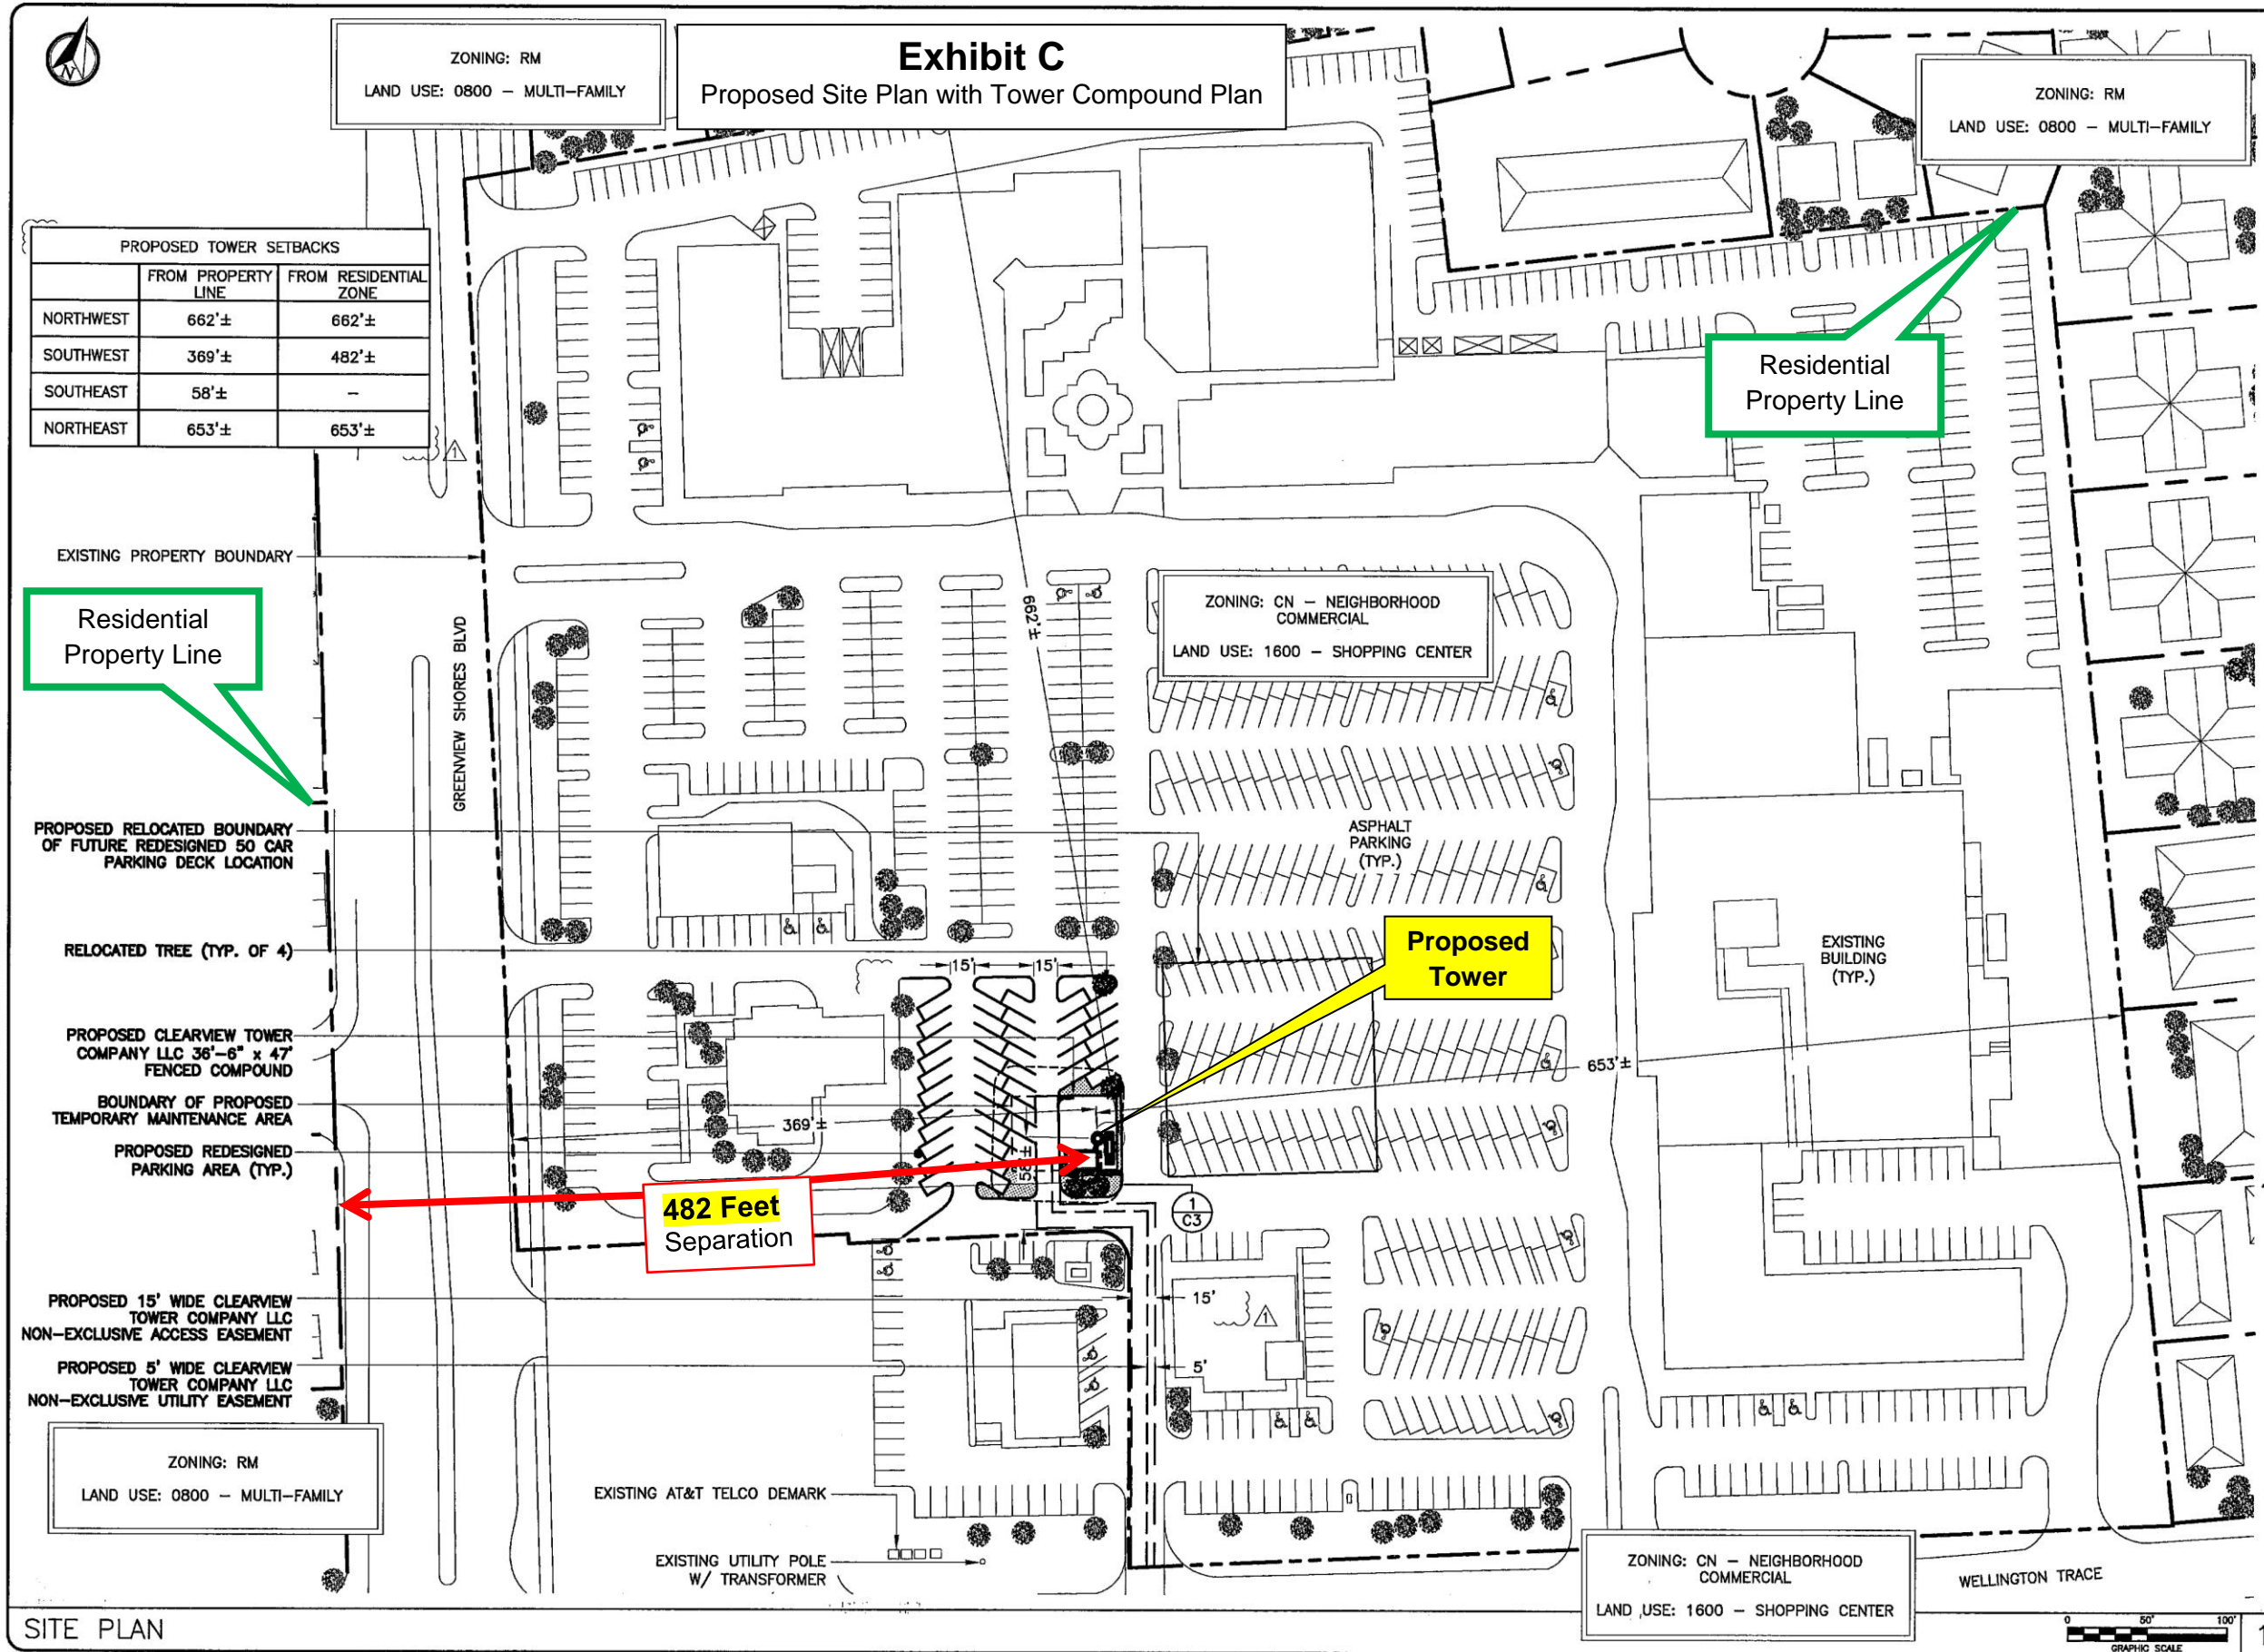 N
ZONING: RM
LAND USE: 0800 – MULTI–FAMILY
Exhibit C
Proposed Site Plan with Tower Compound Plan
ZONING: RM
LAND USE: 0800 – MULTI–FAMILY
PROPOSED TOWER SETBACKS
FROM PROPERTY LINE FROM RESIDENTIAL ZONE
NORTHWEST 662'± 662'±
SOUTHWEST 369'± 482'±
SOUTHEAST 58'± –
NORTHEAST 653'± 653'±
1
Residential
Property Line
EXISTING PROPERTY BOUNDARY
Residential
Property Line
GREENVIEW SHORES BLVD
662'±
ZONING: CN – NEIGHBORHOOD
COMMERCIAL
LAND USE: 1600 – SHOPPING CENTER
PROPOSED RELOCATED BOUNDARY
OF FUTURE REDESIGNED 50 CAR
PARKING DECK LOCATION
ASPHALT
PARKING
(TYP.)
RELOCATED TREE (TYP. OF 4)
15'
15'
Proposed
Tower
EXISTING
BUILDING
(TYP.)
PROPOSED CLEARVIEW TOWER
COMPANY LLC 36'–6" x 47'
FENCED COMPOUND
653'±
BOUNDARY OF PROPOSED
TEMPORARY MAINTENANCE AREA
369'±
PROPOSED REDESIGNED
PARKING AREA (TYP.)
58'±
482 Feet
Separation
1
C3
PROPOSED 15' WIDE CLEARVIEW
TOWER COMPANY LLC
NON–EXCLUSIVE ACCESS EASEMENT
15'
1
PROPOSED 5' WIDE CLEARVIEW
TOWER COMPANY LLC
NON–EXCLUSIVE UTILITY EASEMENT
5'
ZONING: RM
LAND USE: 0800 – MULTI–FAMILY
EXISTING AT&T TELCO DEMARK
EXISTING UTILITY POLE
W/ TRANSFORMER
ZONING: CN – NEIGHBORHOOD
COMMERCIAL
LAND USE: 1600 – SHOPPING CENTER
WELLINGTON TRACE
SITE PLAN
0 50' 100'
GRAPHIC SCALE